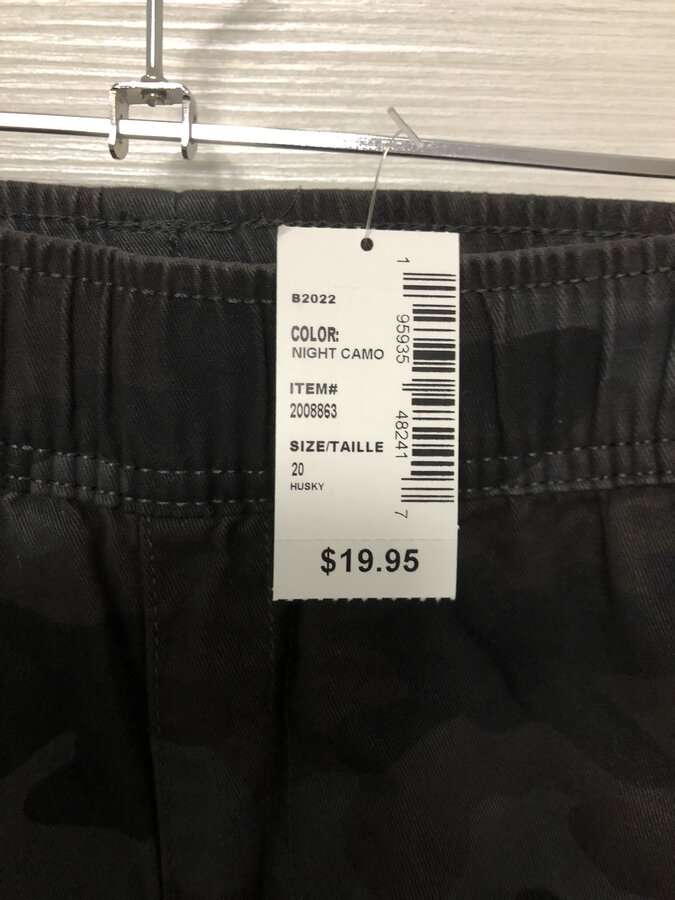 B2022
COLOR:
NIGHT CAMO
ITEM#
2008863
SIZE/TAILLE
20
HUSKY
$19.95
1 95935 48241 7